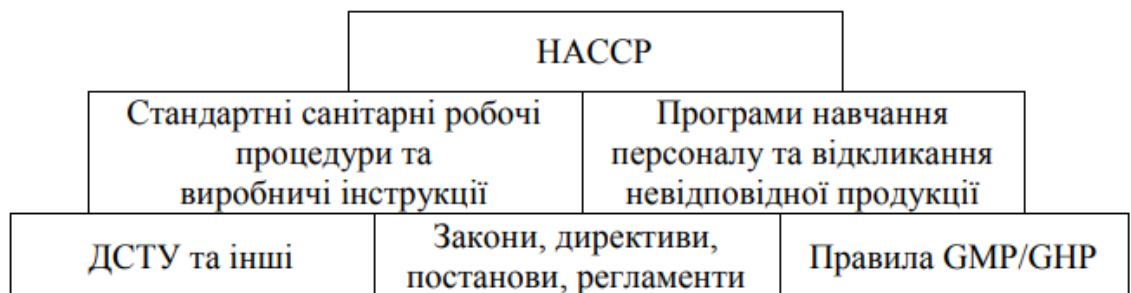 НАССР
Стандартні санітарні робочі
процедури та
виробничі інструкції
Програми навчання
персоналу та відкликання
невідповідної продукції
ДСТУ та інші
Закони, директиви,
постанови, регламенти
Правила GMP/GHP